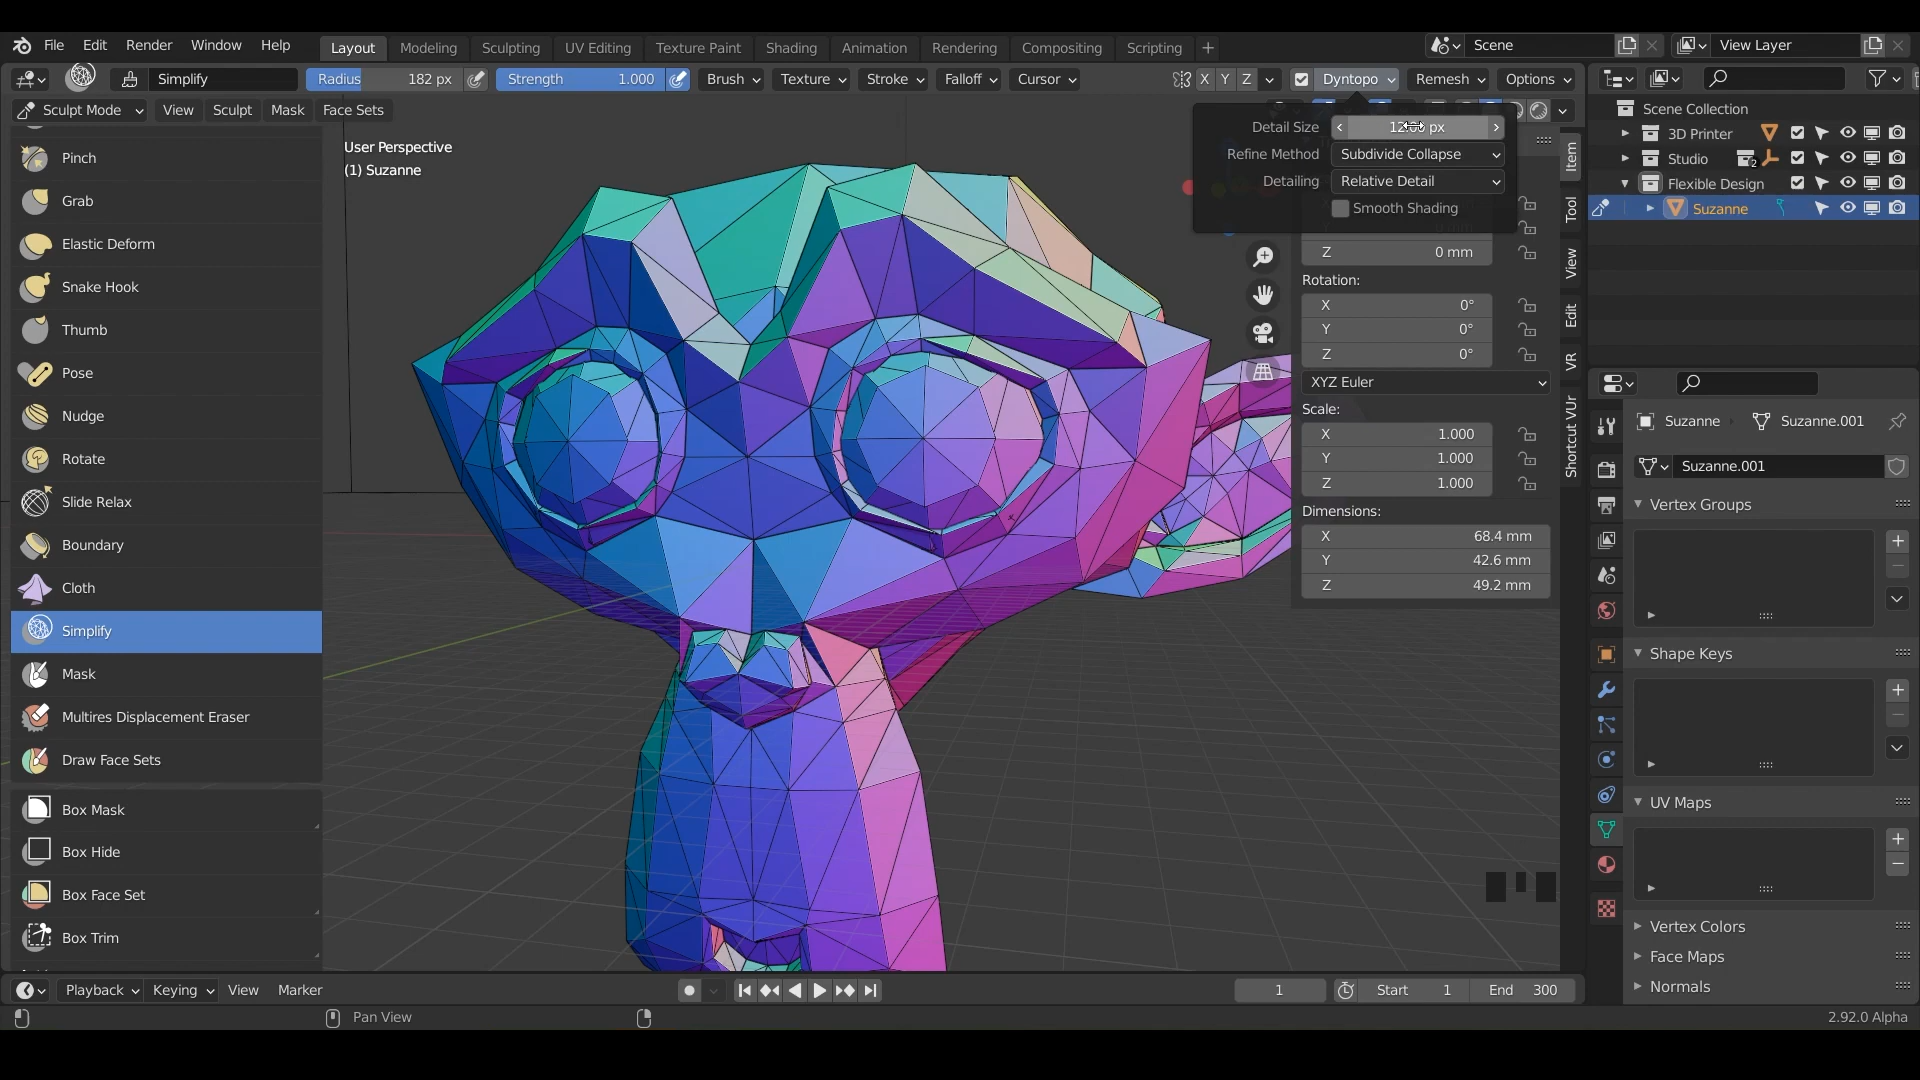 File Edit Render Window Help Layout Modeling Sculpting UV Editing Texture Paint Shading Animation Rendering Compositing Scripting + Scene View Layer
Simplify Radius 182 px Strength 1.000 Brush Texture Stroke Falloff Cursor X Y Z Dyntopo Remesh Options
Sculpt Mode View Sculpt Mask Face Sets
Scene Collection
3D Printer
Studio 2
Flexible Design
Suzanne
Detail Size px
Refine Method Subdivide Collapse
Detailing Relative Detail
Smooth Shading
User Perspective
(1) Suzanne
Pinch
Grab
Elastic Deform
Snake Hook
Thumb
Pose
Nudge
Rotate
Slide Relax
Boundary
Cloth
Simplify
Mask
Multires Displacement Eraser
Draw Face Sets
Box Mask
Box Hide
Box Face Set
Box Trim
Z 0 mm
Rotation:
X 0°
Y 0°
Z 0°
XYZ Euler
Scale:
X 1.000
Y 1.000
Z 1.000
Dimensions:
X 68.4 mm
Y 42.6 mm
Z 49.2 mm
Item
Tool
View
Edit
VR
Shortcut VUr
Suzanne Suzanne.001
Suzanne.001
Vertex Groups
Shape Keys
UV Maps
Vertex Colors
Face Maps
Normals
Playback Keying View Marker 1 Start 1 End 300
Pan View 2.92.0 Alpha